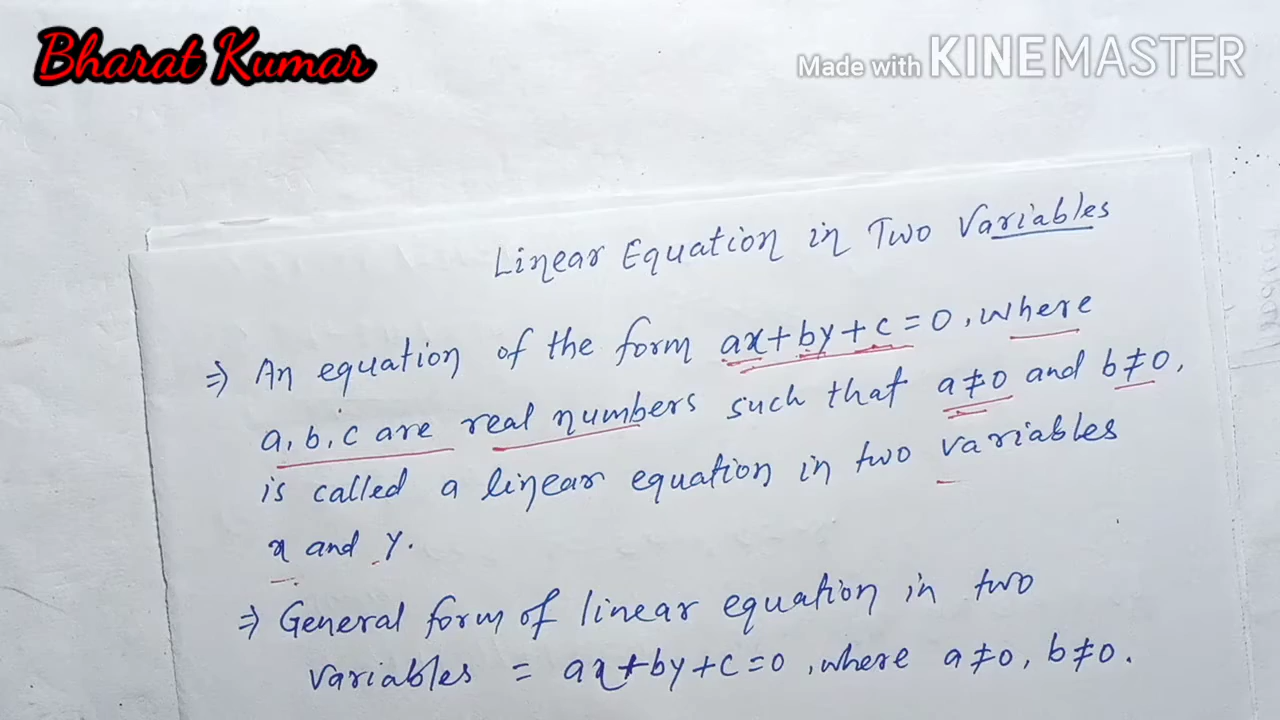 Bharat Kumar
Made with KINEMASTER
Linear Equation in Two Variables
⇒ An equation of the form ax+by+c=0, where
a, b, c are real numbers such that a≠0 and b≠0,
is called a linear equation in two variables
x and y.
⇒ General form of linear equation in two
variables = ax+by+c=0, where a≠0, b≠0.